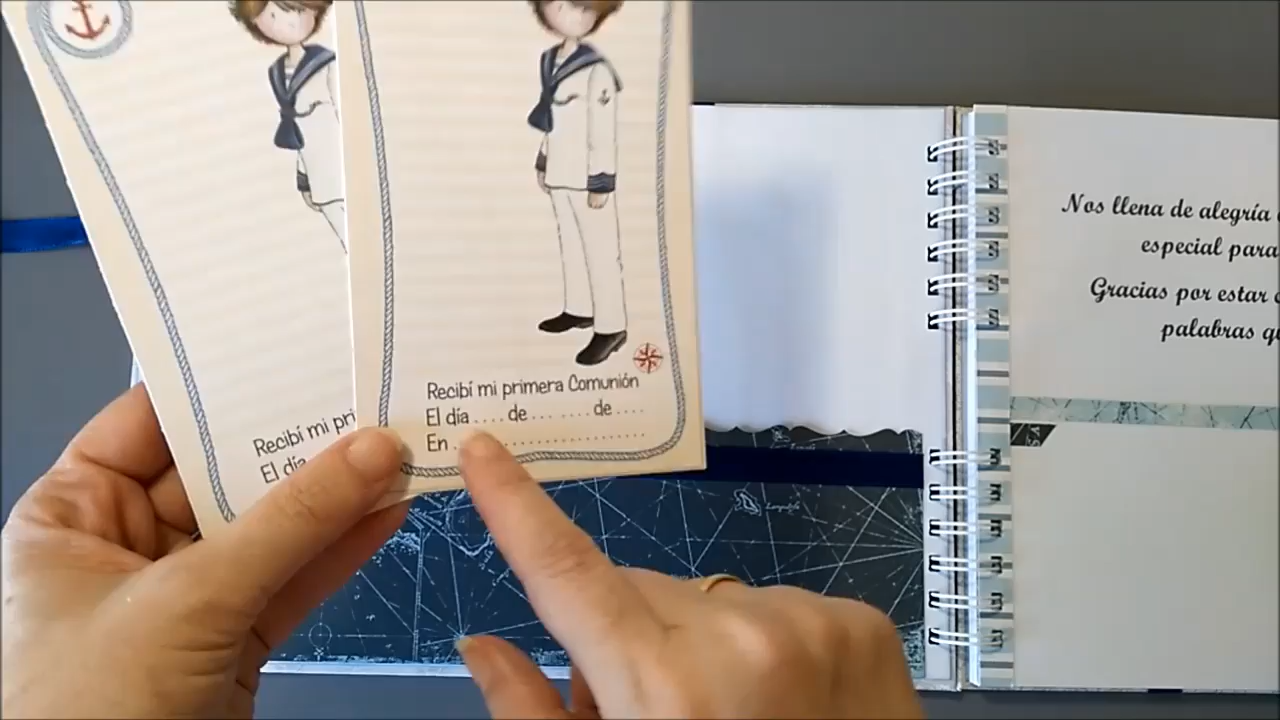 Recibí mi primera Comunión
El día .... de ... .... de ....
En ..............................
Recibí mi pri
El día
Nos llena de alegría
especial para
Gracias por estar
palabras qu